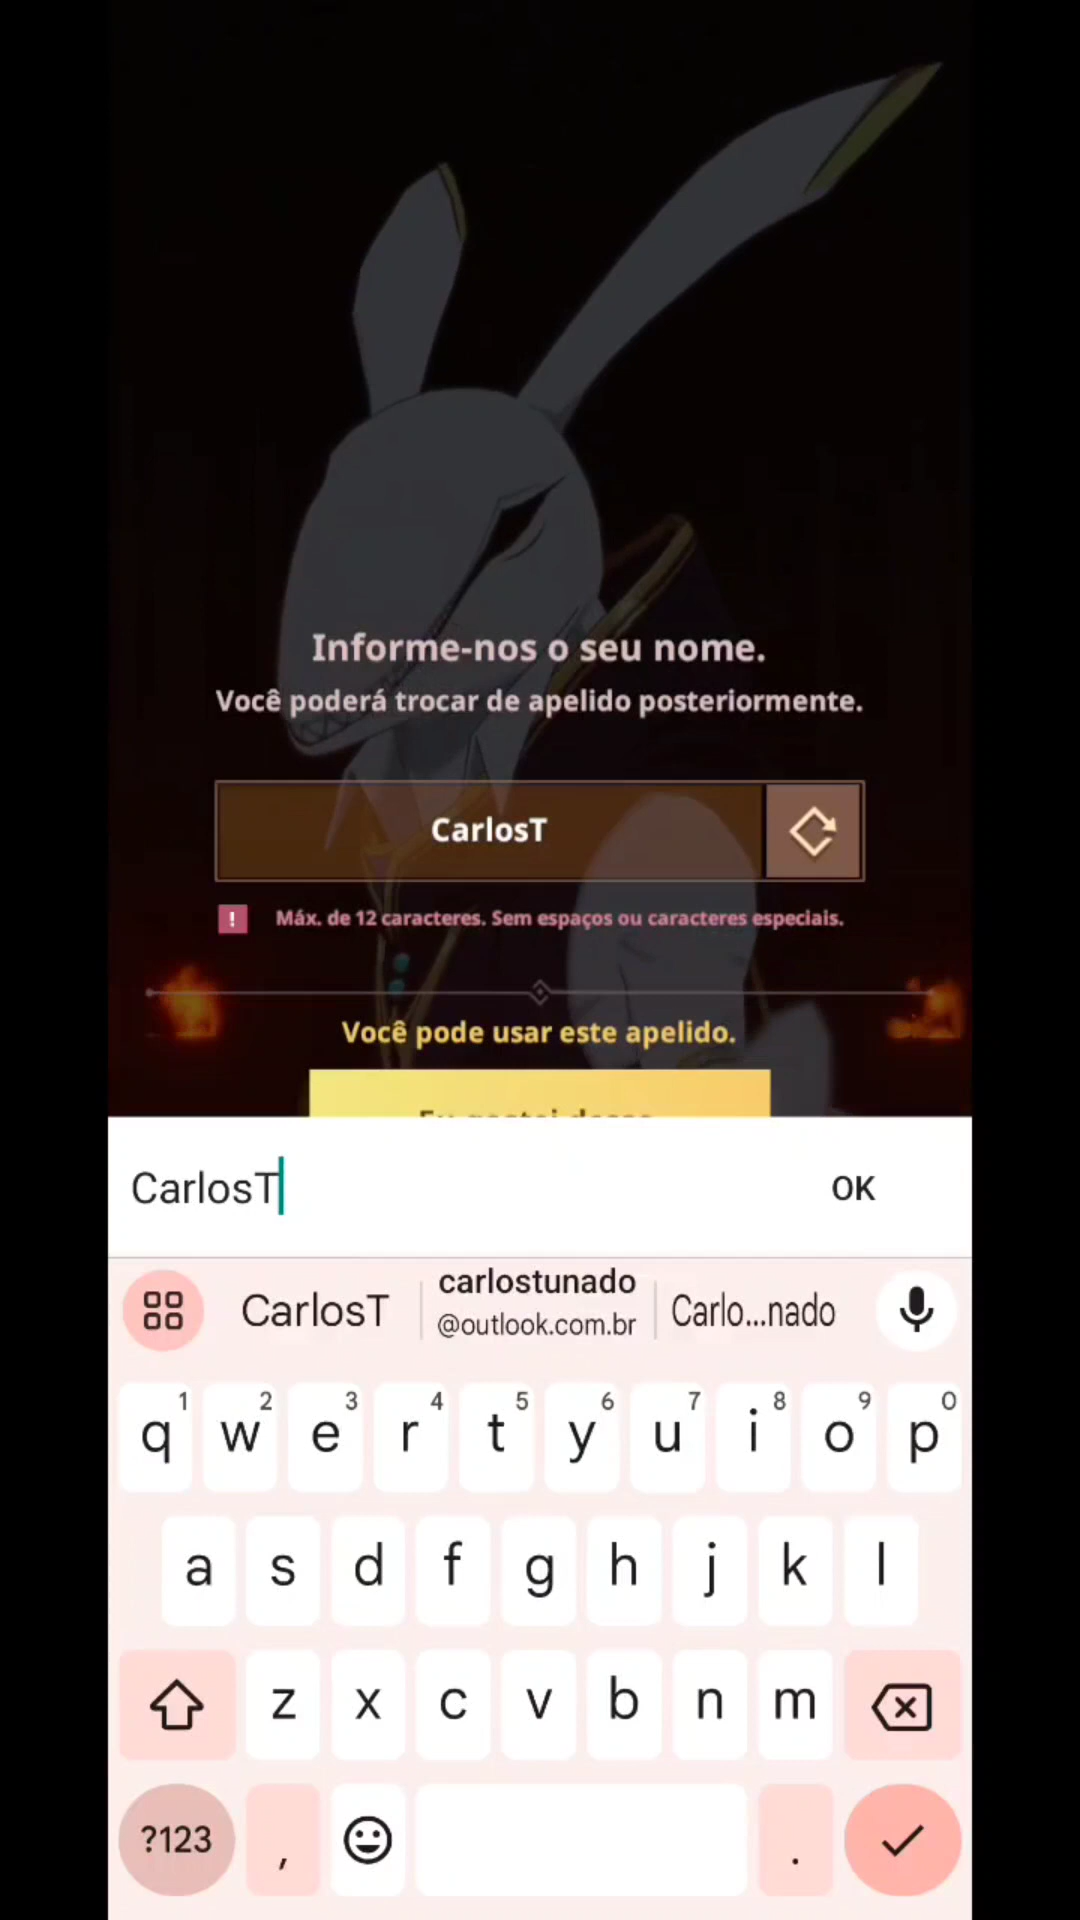 Informe-nos o seu nome.
Você poderá trocar de apelido posteriormente.
CarlosT
! Máx. de 12 caracteres. Sem espaços ou caracteres especiais.
Você pode usar este apelido.
CarlosT OK
CarlosT carlostunado Carlo...nado
@outlook.com.br
1 2 3 4 5 6 7 8 9 0
q w e r t y u i o p
a s d f g h j k l
z x c v b n m
?123 , .